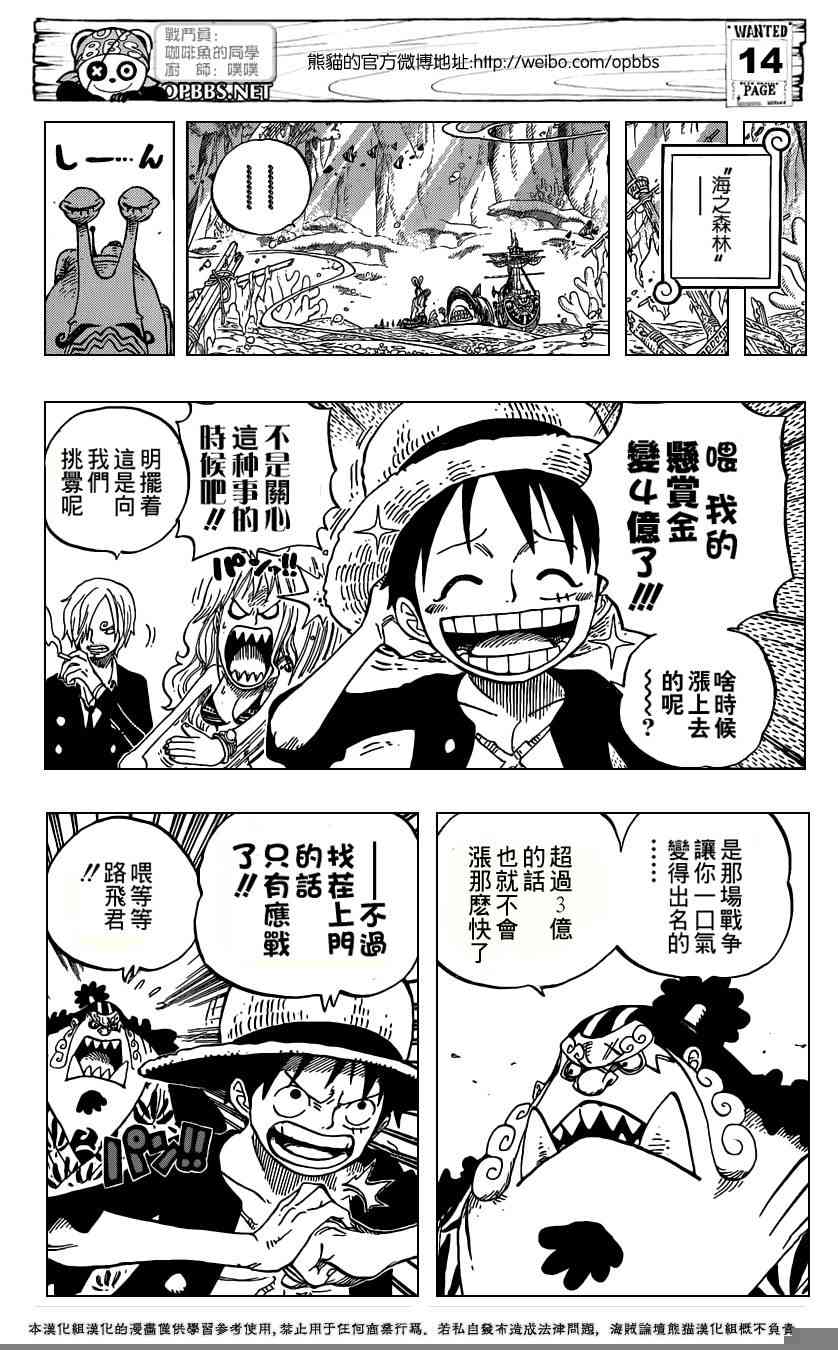 戰鬥員:
咖啡魚的同學
廚 師:噗噗
OPBBS.NET
熊貓的官方微博地址:http://weibo.com/opbbs
WANTED
14
PAGE
“海之森林”
——
……
……
しー…ん
喂 我的
懸賞金
變4億了!!!
啥時候
漲上去
的呢
~~~?
不是關心
這种事的
時候吧!!
パンッ!!
明擺着
這是向
我們
挑釁呢
是那場戰争
讓你一口氣
變得出名的
……
超過3億
的話
也就不會
漲那麽快了
——不過
找茬上門
的話
只有應戰
了!!
喂等等
路飛君
!!
パン!!
本漢化組漢化的漫畫僅供學習參考使用,禁止用于任何商業行爲. 若私自發布造成法律問題, 海賊論壇熊猫漢化組概不負責